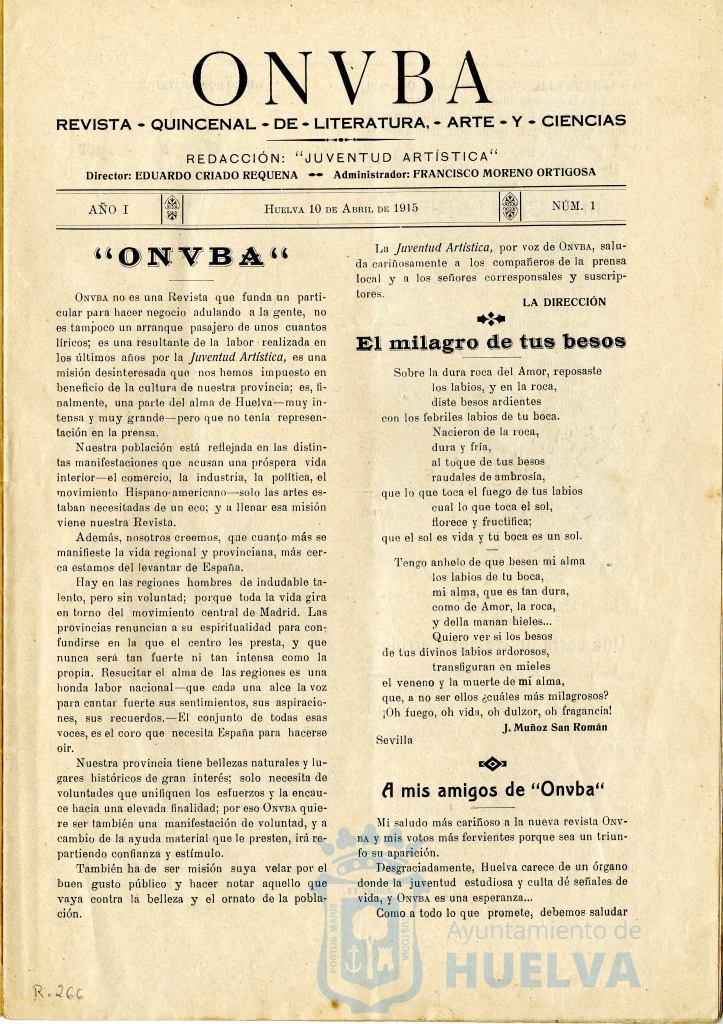 ONVBA
REVISTA - QUINCENAL - DE - LITERATURA, - ARTE - Y - CIENCIAS
REDACCIÓN: "JUVENTUD ARTÍSTICA"
Director: EDUARDO CRIADO REQUENA -- Administrador: FRANCISCO MORENO ORTIGOSA
AÑO I
HUELVA 10 DE ABRIL DE 1915
NÚM. 1
"ONVBA"
ONVBA no es una Revista que funda un parti-
cular para hacer negocio adulando a la gente, no
es tampoco un arranque pasajero de unos cuantos
líricos; es una resultante de la labor realizada en
los últimos años por la Juventud Artística, es una
misión desinteresada que nos hemos impuesto en
beneficio de la cultura de nuestra provincia; es, fi-
nalmente, una parte del alma de Huelva—muy in-
tensa y muy grande—pero que no tenía represen-
tación en la prensa.
Nuestra población está reflejada en las distin-
tas manifestaciones que acusan una próspera vida
interior—el comercio, la industria, la política, el
movimiento Hispano-americano—solo las artes es-
taban necesitadas de un eco; y a llenar esa misión
viene nuestra Revista.
Además, nosotros creemos, que cuanto más se
manifieste la vida regional y provinciana, más cer-
ca estamos del levantar de España.
Hay en las regiones hombres de indudable ta-
lento, pero sin voluntad; porque toda la vida gira
en torno del movimiento central de Madrid. Las
provincias renuncian a su espiritualidad para con-
fundirse en la que el centro les presta, y que
nunca será tan fuerte ni tan intensa como la
propia. Resucitar el alma de las regiones es una
honda labor nacional—que cada una alce la voz
para cantar fuerte sus sentimientos, sus aspiracio-
nes, sus recuerdos.—El conjunto de todas esas
voces, es el coro que necesita España para hacerse
oir.
Nuestra provincia tiene bellezas naturales y lu-
gares históricos de gran interés; solo necesita de
voluntades que unifiquen los esfuerzos y la encau-
ce hacia una elevada finalidad; por eso ONVBA quie-
re ser también una manifestación de voluntad, y a
cambio de la ayuda material que le presten, irá re-
partiendo confianza y estímulo.
También ha de ser misión suya velar por el
buen gusto público y hacer notar aquello que
vaya contra la belleza y el ornato de la pobla-
ción.
La Juventud Artística, por voz de ONVBA, salu-
da cariñosamente a los compañeros de la prensa
local y a los señores corresponsales y suscrip-
tores.
LA DIRECCIÓN
El milagro de tus besos
Sobre la dura roca del Amor, reposaste
los labios, y en la roca,
diste besos ardientes
con los febriles labios de tu boca.
Nacieron de la roca,
dura y fría,
al toque de tus besos
raudales de ambrosía,
que lo que toca el fuego de tus labios
cual lo que toca el sol,
florece y fructifica;
que el sol es vida y tu boca es un sol.
—
Tengo anhelo de que besen mi alma
los labios de tu boca,
mi alma, que es tan dura,
como de Amor, la roca,
y della manan hieles...
Quiero ver si los besos
de tus divinos labios ardorosos,
transfiguran en mieles
el veneno y la muerte de mi alma,
que, a no ser ellos ¿cuáles más milagrosos?
¡Oh fuego, oh vida, oh dulzor, oh fragancia!
J. Muñoz San Román
Sevilla
A mis amigos de "Onvba"
Mi saludo más cariñoso a la nueva revista ONV-
BA y mis votos más fervientes porque sea un triun-
fo su aparición.
Desgraciadamente, Huelva carece de un órgano
donde la juventud estudiosa y culta dé señales de
vida, y ONVBA es una esperanza...
Como a todo lo que promete, debemos saludar
PORTUS MARIS
CUSTODIA
Ayuntamiento de
HUELVA
R. 266